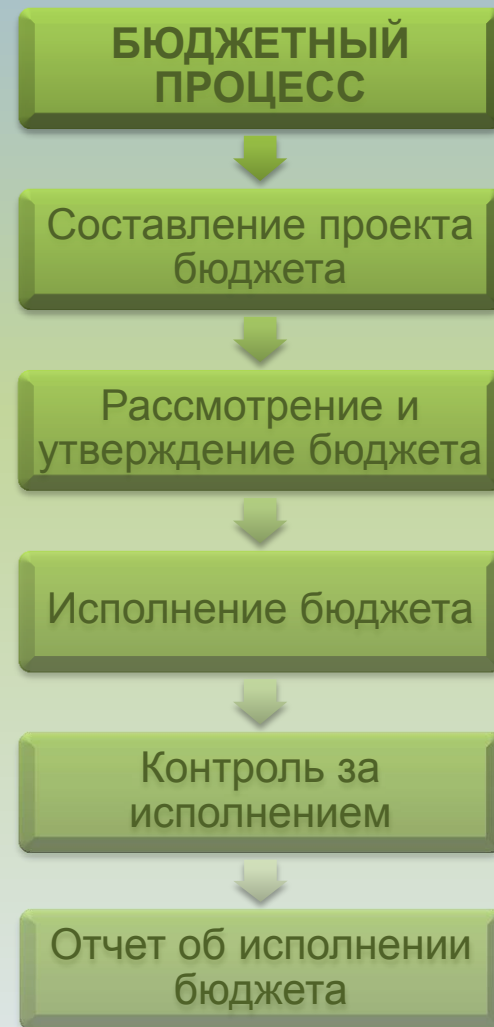 БЮДЖЕТНЫЙ
ПРОЦЕСС
Составление проекта
бюджета
Рассмотрение и
утверждение бюджета
Исполнение бюджета
Контроль за
исполнением
Отчет об исполнении
бюджета